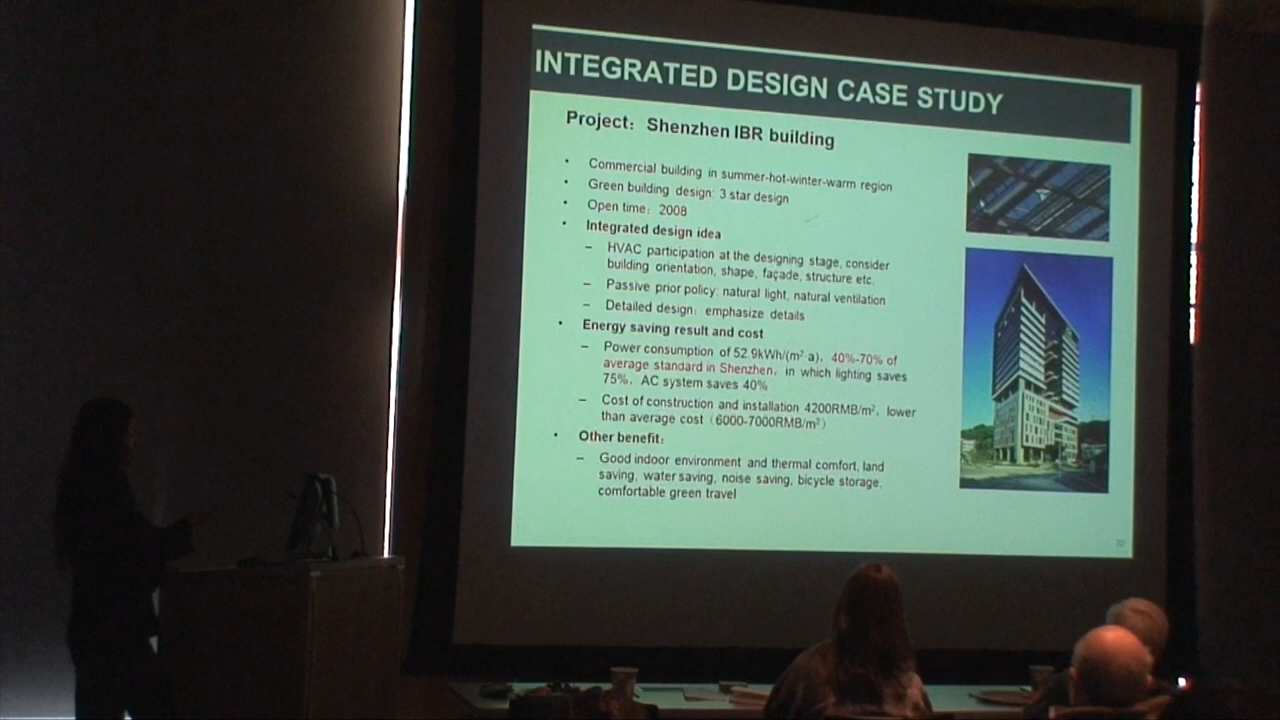 INTEGRATED DESIGN CASE STUDY
Project： Shenzhen IBR building
• Commercial building in summer-hot-winter-warm region
• Green building design: 3 star design
• Open time：2008
• Integrated design idea
– HVAC participation at the designing stage, consider
building orientation, shape, façade, structure etc.
– Passive prior policy: natural light, natural ventilation
– Detailed design：emphasize details
• Energy saving result and cost
– Power consumption of 52.9kWh/(m² a)，40%-70% of
average standard in Shenzhen，in which lighting saves
75%，AC system saves 40%
– Cost of construction and installation 4200RMB/m²，lower
than average cost（6000-7000RMB/m²）
• Other benefit：
– Good indoor environment and thermal comfort, land
saving, water saving, noise saving, bicycle storage,
comfortable green travel